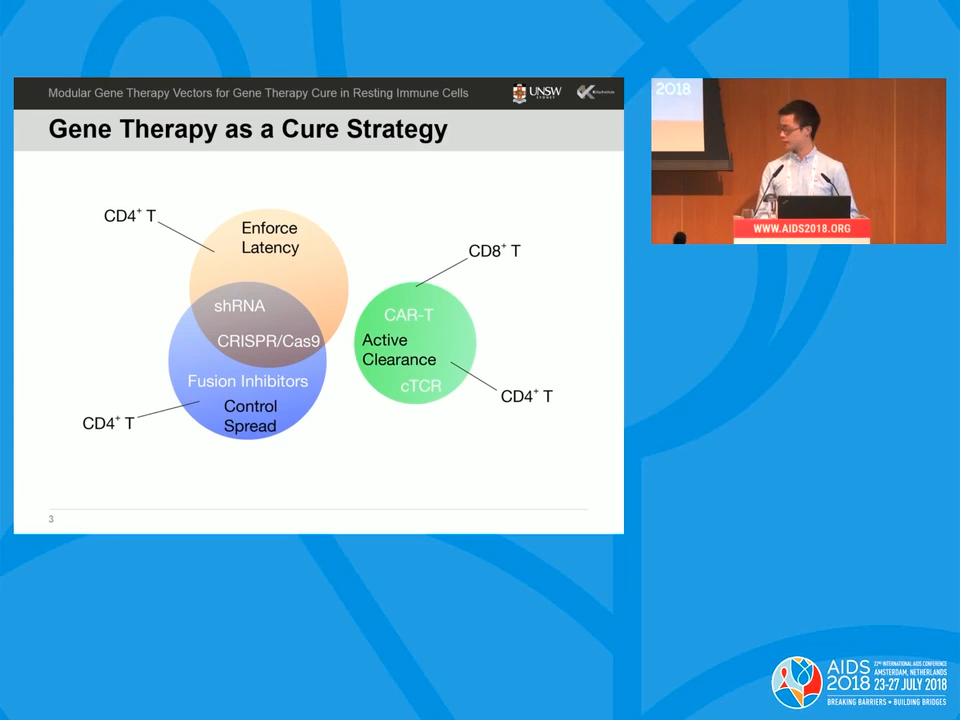 Modular Gene Therapy Vectors for Gene Therapy Cure in Resting Immune Cells
UNSW
SYDNEY
Gene Therapy as a Cure Strategy
CD4⁺ T
Enforce
Latency
shRNA
CRISPR/Cas9
Fusion Inhibitors
Control
Spread
CD4⁺ T
CD8⁺ T
CAR-T
Active
Clearance
cTCR
CD4⁺ T
3
2018
WWW.AIDS2018.ORG
AIDS
2018
22ND INTERNATIONAL AIDS CONFERENCE
AMSTERDAM, NETHERLANDS
23-27 JULY 2018
BREAKING BARRIERS • BUILDING BRIDGES